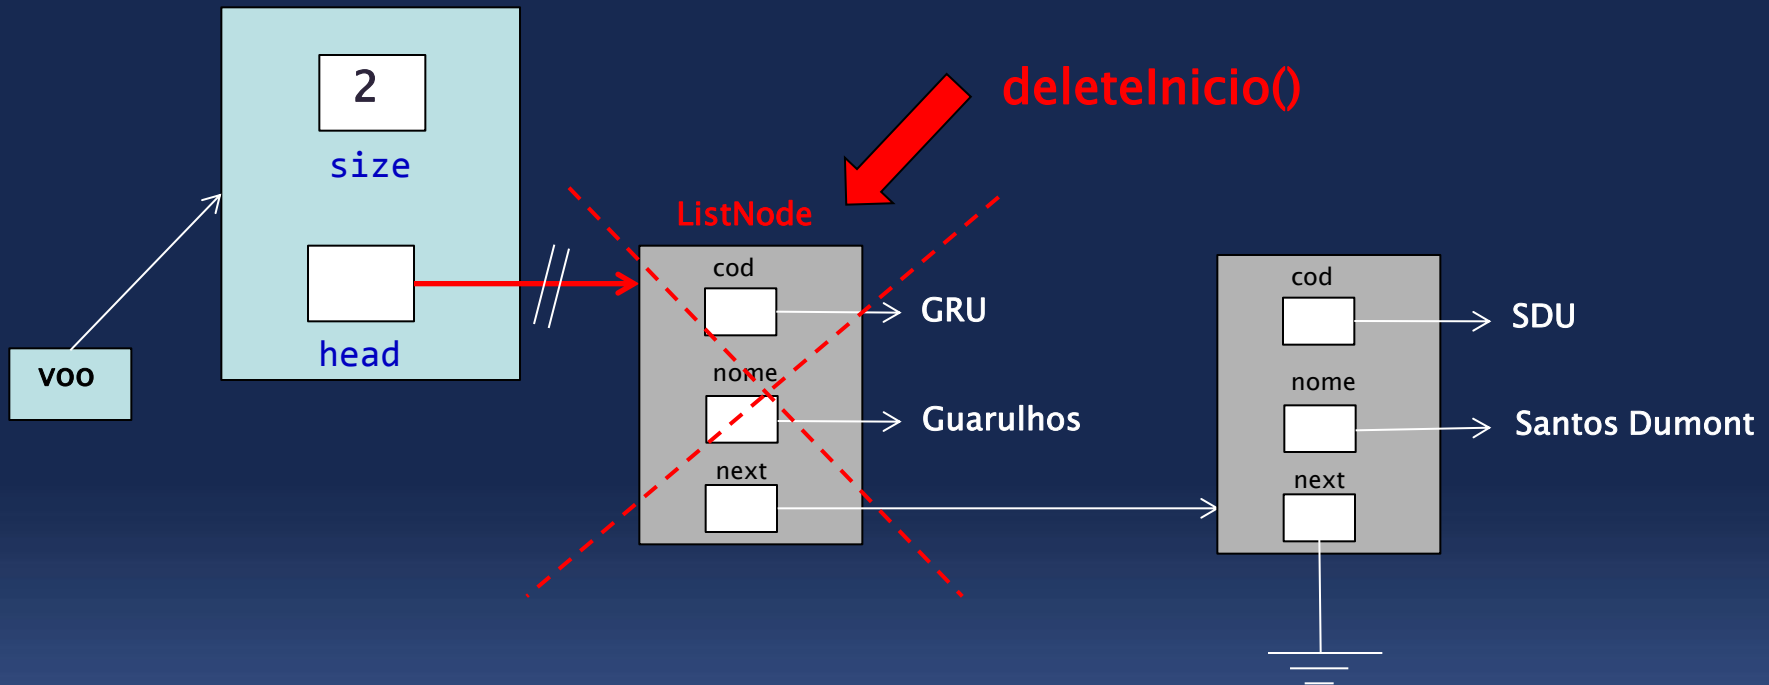 2
size
head
voo
deleteInicio()
ListNode
cod
GRU
nome
Guarulhos
next
cod
SDU
nome
Santos Dumont
next